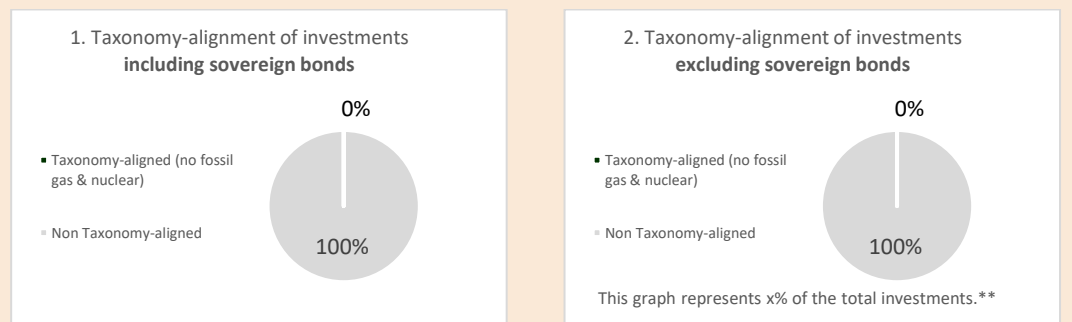 1. Taxonomy-alignment of investments
including sovereign bonds
0%
Taxonomy-aligned (no fossil
gas & nuclear)
Non Taxonomy-aligned
100%
2. Taxonomy-alignment of investments
excluding sovereign bonds
0%
Taxonomy-aligned (no fossil
gas & nuclear)
Non Taxonomy-aligned
100%
This graph represents x% of the total investments.**